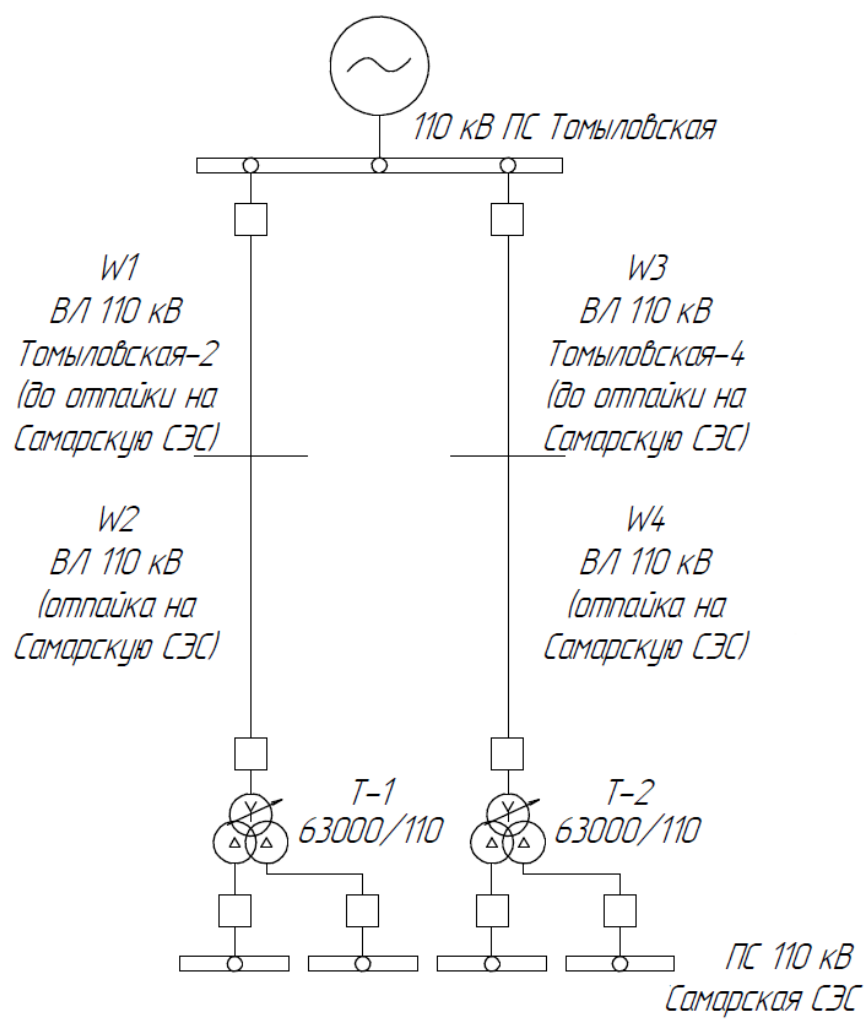 110 кВ ПС Томыловская
W1
ВЛ 110 кВ
Томыловская-2
(до отпайки на
Самарскую СЭС)
W3
ВЛ 110 кВ
Томыловская-4
(до отпайки на
Самарскую СЭС)
W2
ВЛ 110 кВ
(отпайка на
Самарскую СЭС)
W4
ВЛ 110 кВ
(отпайка на
Самарскую СЭС)
Т-1
63000/110
Т-2
63000/110
ПС 110 кВ
Самарская СЭС